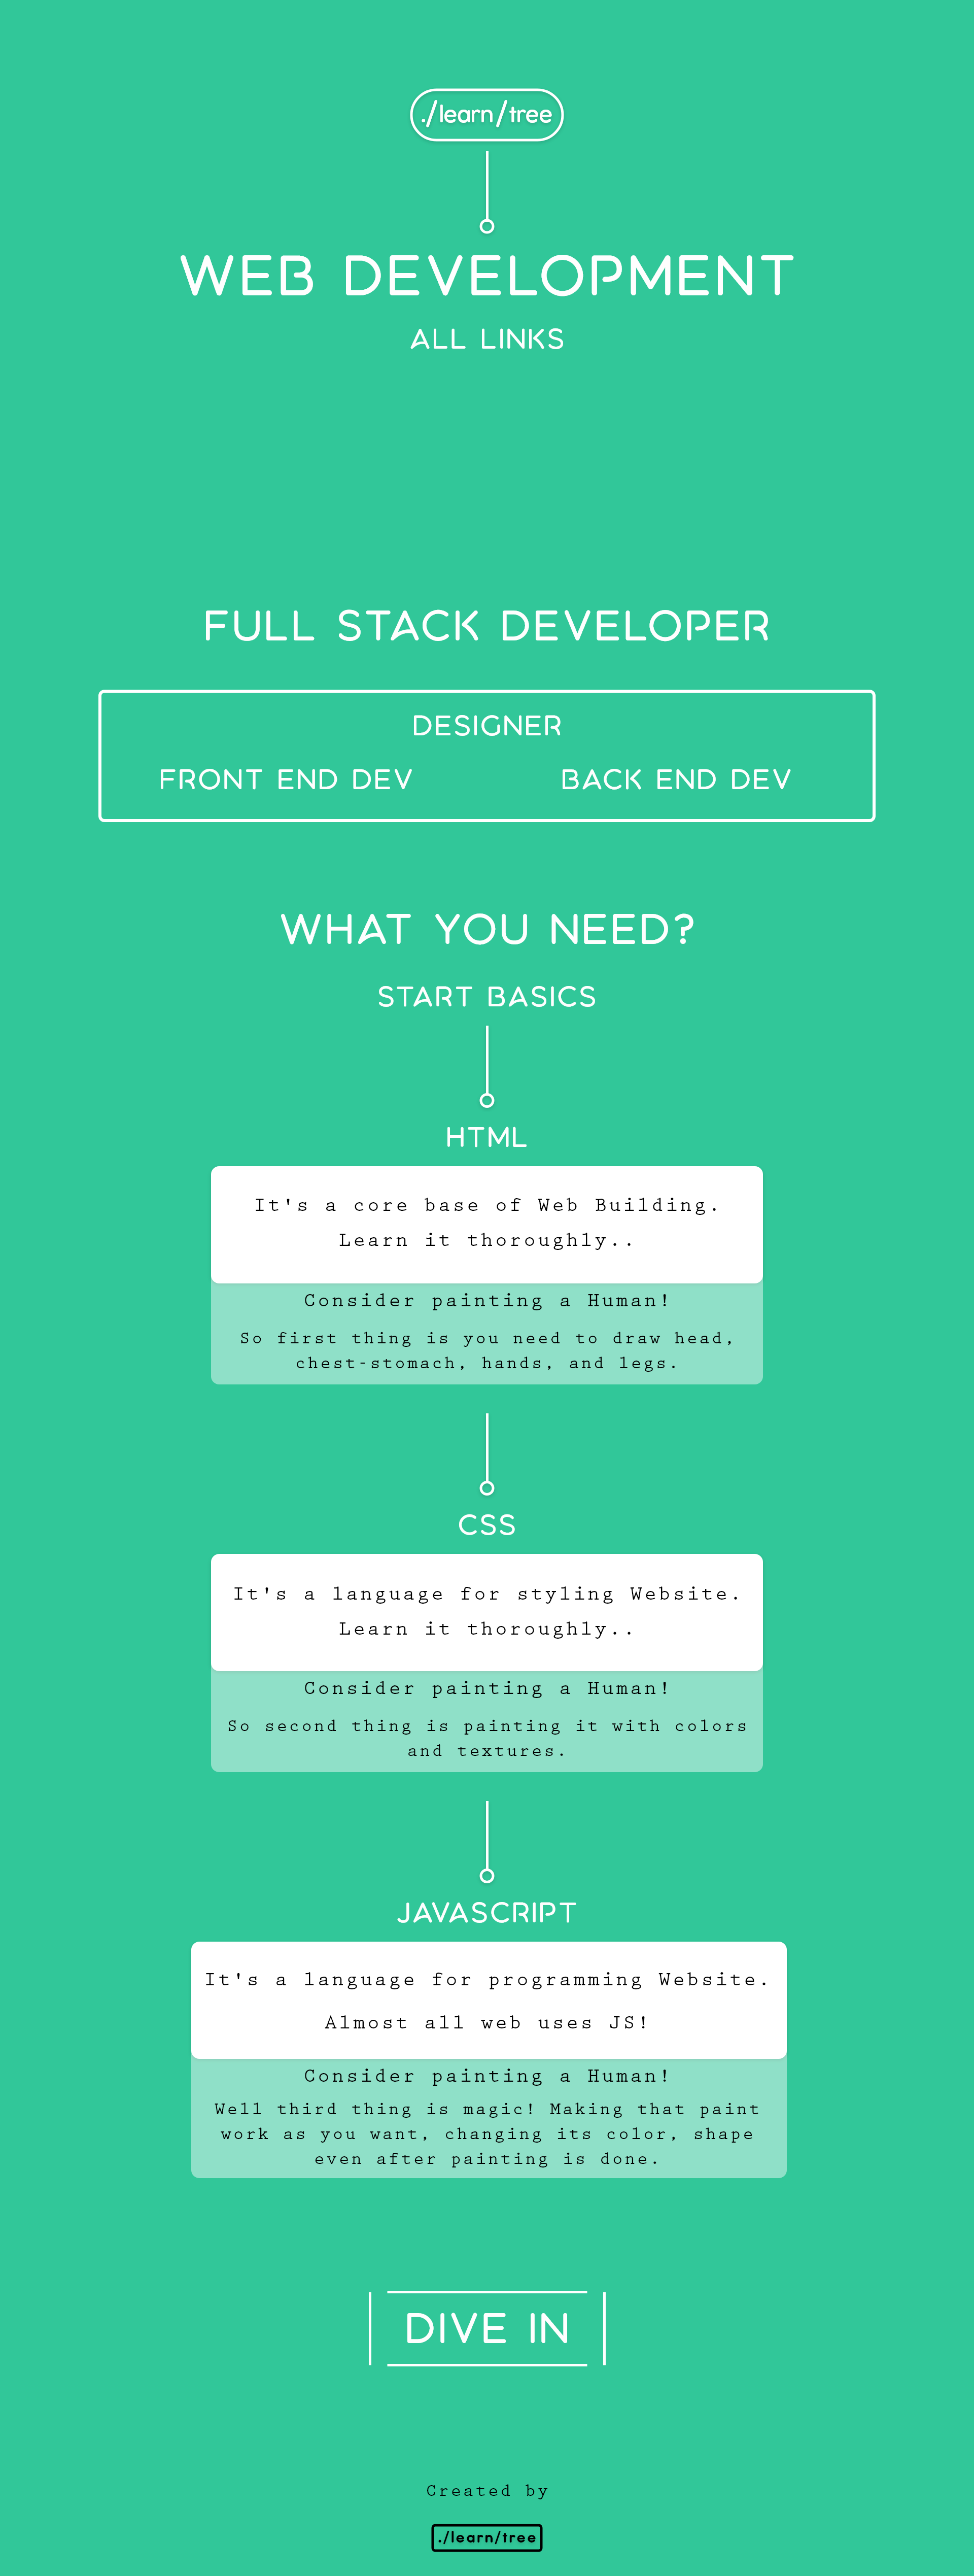 ./learn/tree
WEB DEVELOPMENT
ALL LINKS
FULL STACK DEVELOPER
DESIGNER
FRONT END DEV BACK END DEV
WHAT YOU NEED?
START BASICS
HTML
It's a core base of Web Building.
Learn it thoroughly..
Consider painting a Human!
So first thing is you need to draw head,
chest-stomach, hands, and legs.
CSS
It's a language for styling Website.
Learn it thoroughly..
Consider painting a Human!
So second thing is painting it with colors
and textures.
JAVASCRIPT
It's a language for programming Website.
Almost all web uses JS!
Consider painting a Human!
Well third thing is magic! Making that paint
work as you want, changing its color, shape
even after painting is done.
DIVE IN
Created by
./learn/tree